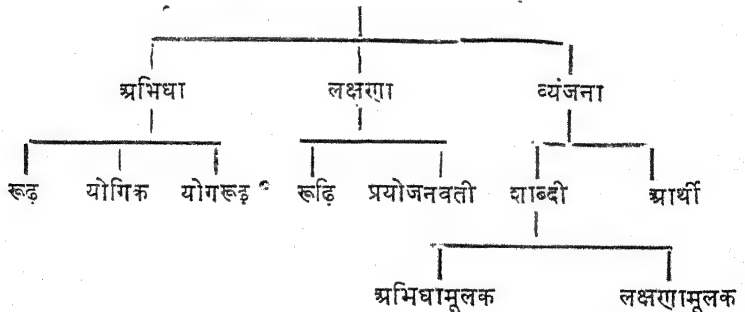 अभिधा लक्षणा व्यंजना
रूढ़ योगिक योगरूढ़ रूढ़ि प्रयोजनवती शाब्दी आर्थी
अभिधामूलक लक्षणामूलक